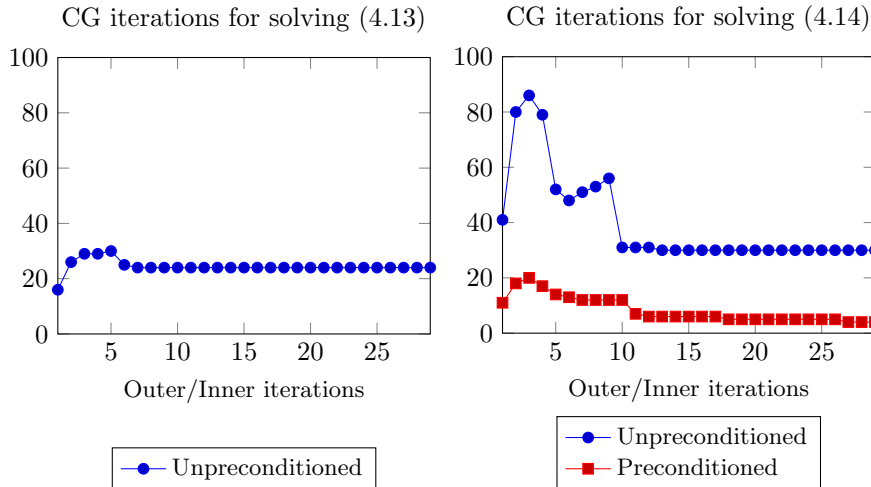 CG iterations for solving (4.13)
100
80
60
40
20
0
5 10 15 20 25
Outer/Inner iterations
Unpreconditioned
CG iterations for solving (4.14)
100
80
60
40
20
0
5 10 15 20 25
Outer/Inner iterations
Unpreconditioned
Preconditioned